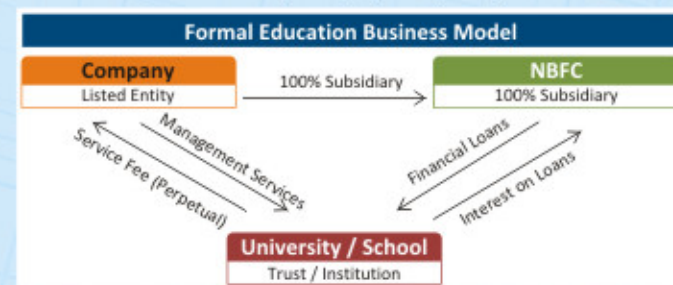 Formal Education Business Model
Company
Listed Entity
100% Subsidiary
NBFC
100% Subsidiary
Management Services
Service Fee (Perpetual)
Financial Loans
Interest on Loans
University / School
Trust / Institution